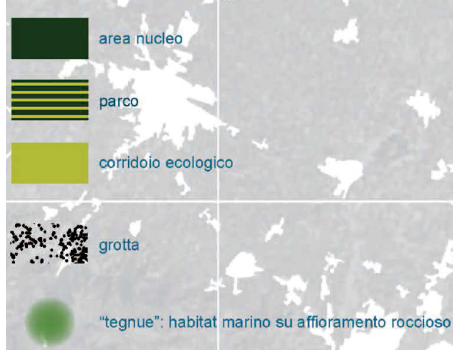 area nucleo
parco
corridoio ecologico
grotta
"tegnue": habitat marino su affioramento roccioso